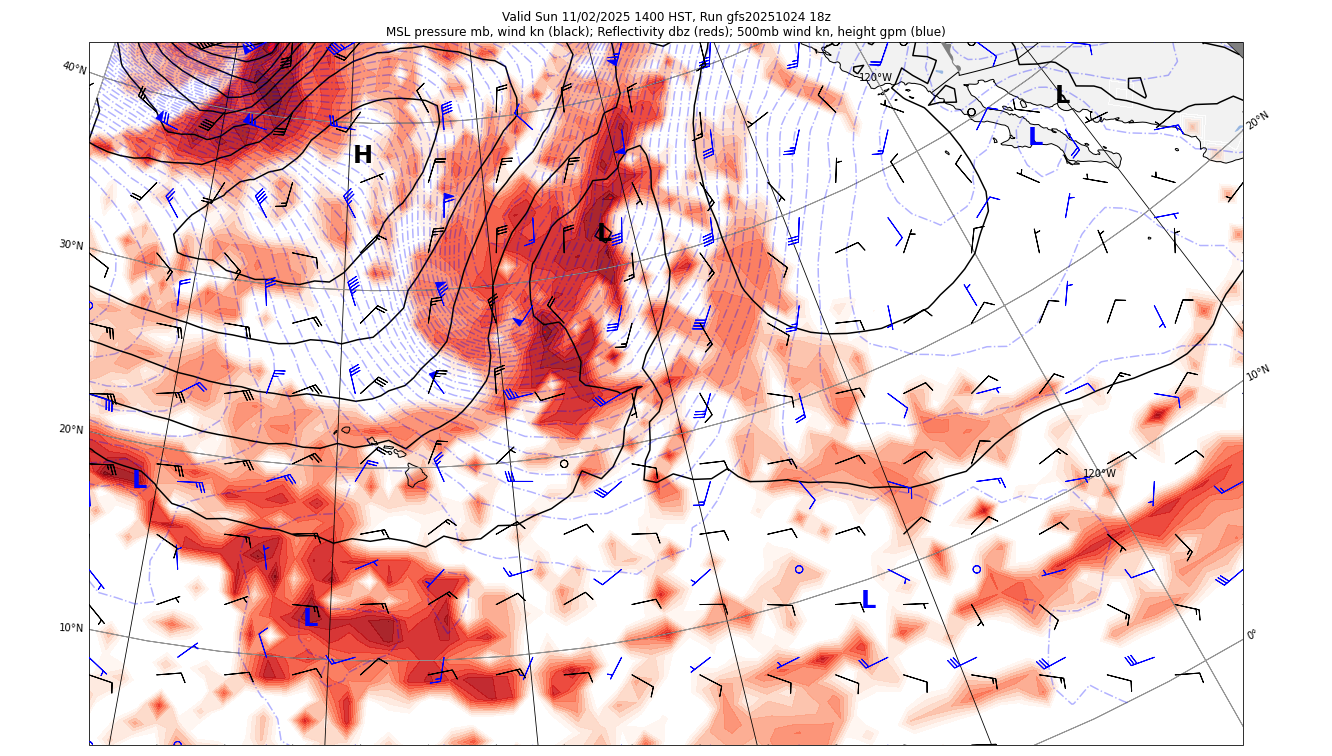 Valid Sun 11/02/2025 1400 HST, Run gfs20251024 18z
MSL pressure mb, wind kn (black); Reflectivity dbz (reds); 500mb wind kn, height gpm (blue)
40°N
120°W
L
20°N
L
H
30°N
L
10°N
20°N
120°W
L
L
10°N
L
0°